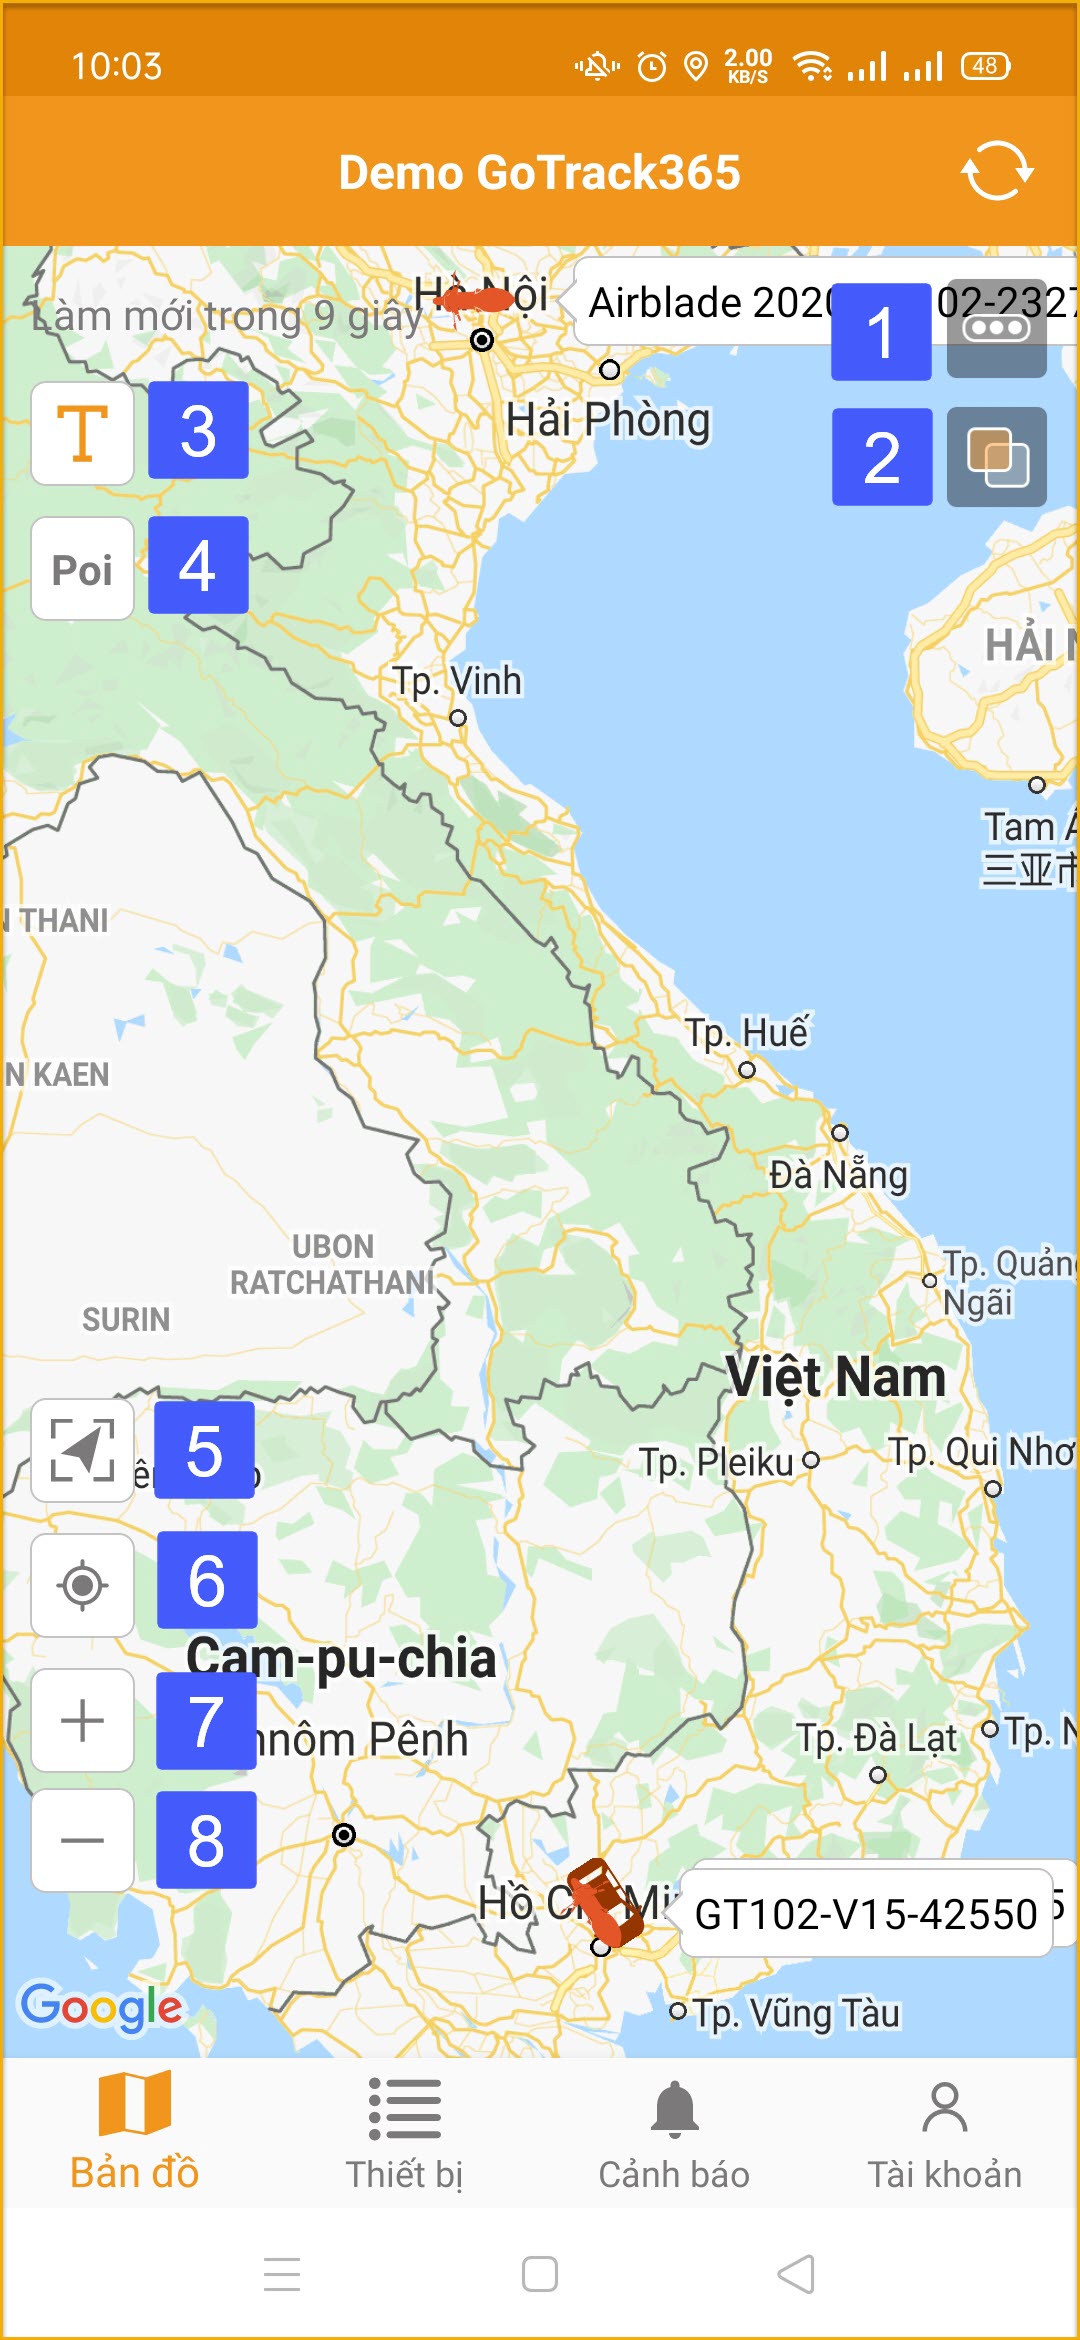 10:03
2.00
KB/S
48
Demo GoTrack365
Hà Nội
Airblade 2020
02-2327
1
Làm mới trong 9 giây
T
3
2
Hải Phòng
Poi
4
HẢI N
Tp. Vinh
Tam Á
三亚市
N THANI
N KAEN
Tp. Huế
Đà Nẵng
UBON
RATCHATHANI
Tp. Quảng
Ngãi
SURIN
Việt Nam
5
Tp. Pleiku
Tp. Qui Nhơ
6
Cam-pu-chia
7
nnôm Pênh
Tp. Đà Lạt
Tp. N
8
Hồ Chí Mi
GT102-V15-42550
5
Google
Tp. Vũng Tàu
Bản đồ
Thiết bị
Cảnh báo
Tài khoản